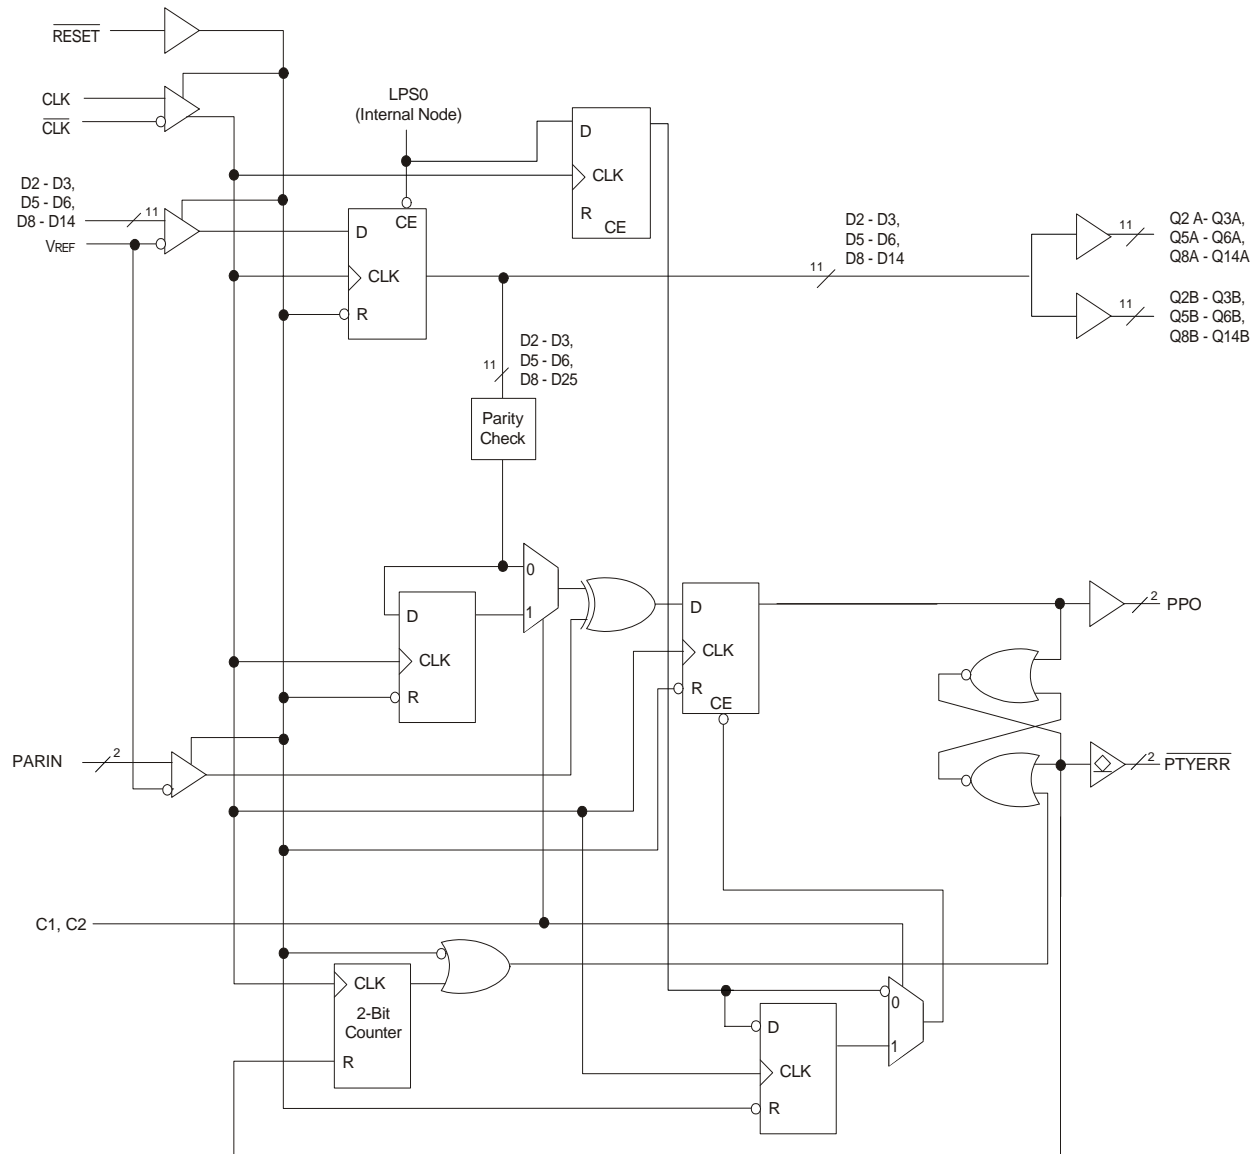 RESET
CLK
CLK
LPS0
(Internal Node)
D
CLK
R
CE
D2 - D3,
D5 - D6,
D8 - D14
11
VREF
CE
D
CLK
R
D2 - D3,
D5 - D6,
D8 - D14
11
11
Q2 A- Q3A,
Q5A - Q6A,
Q8A - Q14A
11
Q2B - Q3B,
Q5B - Q6B,
Q8B - Q14B
D2 - D3,
D5 - D6,
D8 - D25
11
Parity
Check
0
1
D
CLK
R
D
CLK
R
CE
2
PPO
PARIN
2
2
PTYERR
C1, C2
CLK
2-Bit
Counter
R
0
1
D
CLK
R